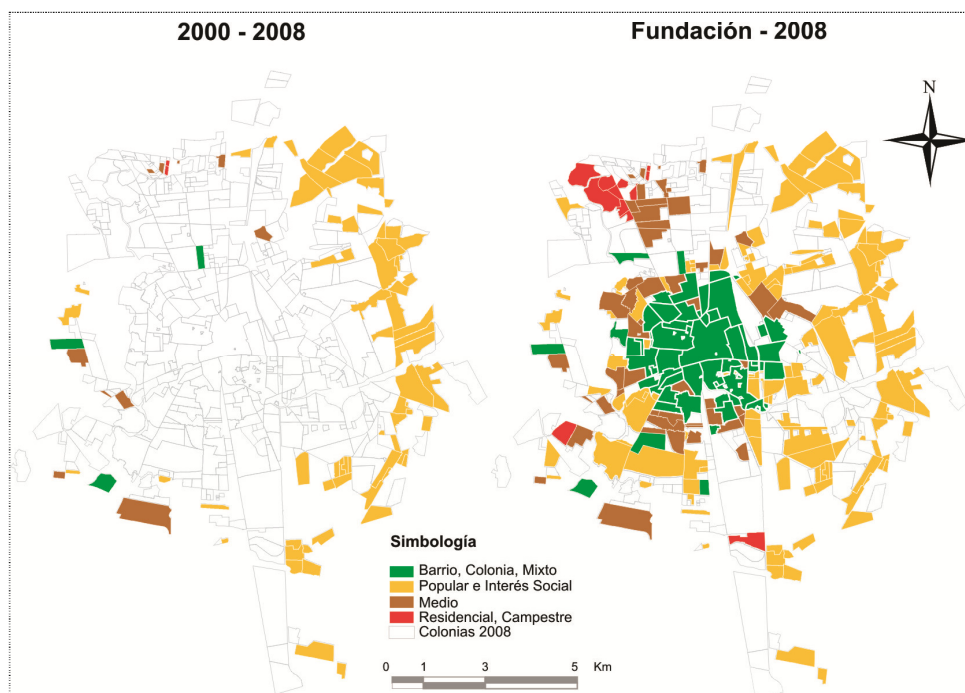 2000 - 2008
Fundación - 2008
N
Simbología
Barrio, Colonia, Mixto
Popular e Interés Social
Medio
Residencial, Campestre
Colonias 2008
0 1 3 5 Km